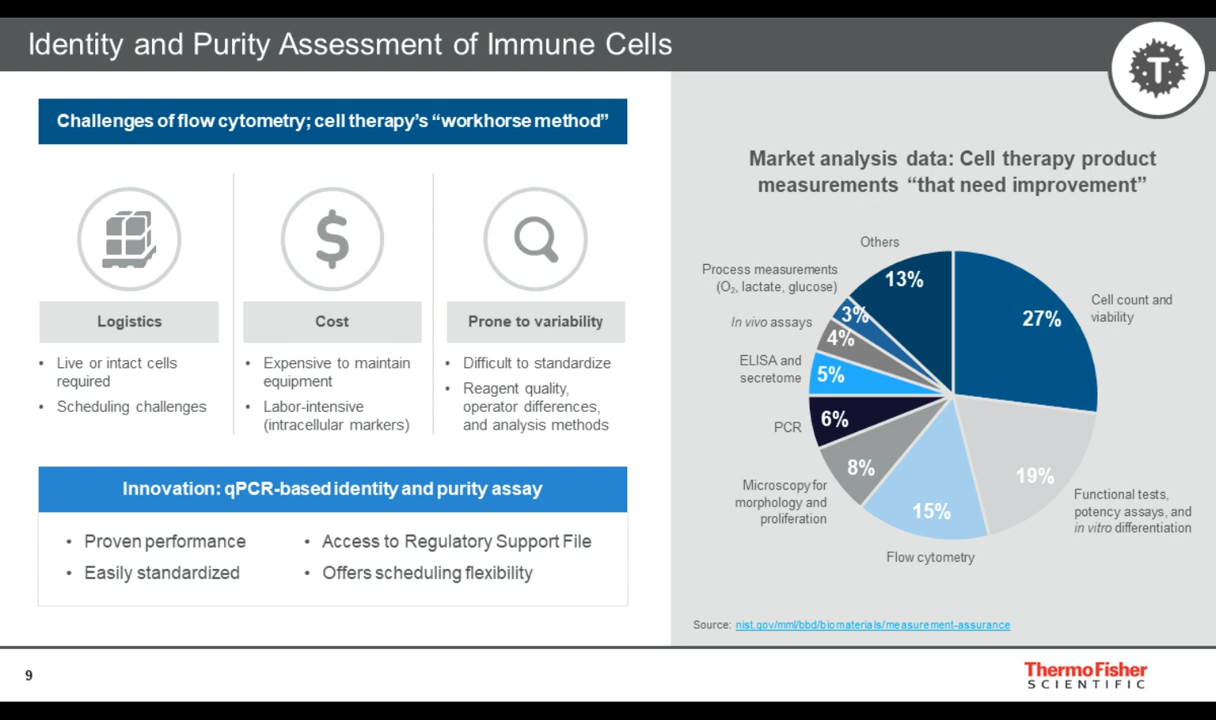 Identity and Purity Assessment of Immune Cells
T
Challenges of flow cytometry; cell therapy's “workhorse method”
$
Logistics
• Live or intact cells
required
• Scheduling challenges
Cost
• Expensive to maintain
equipment
• Labor-intensive
(intracellular markers)
Prone to variability
• Difficult to standardize
• Reagent quality,
operator differences,
and analysis methods
Innovation: qPCR-based identity and purity assay
• Proven performance
• Easily standardized
• Access to Regulatory Support File
• Offers scheduling flexibility
Market analysis data: Cell therapy product
measurements “that need improvement”
27%
Cell count and
viability
19%
Functional tests,
potency assays, and
in vitro differentiation
15%
Flow cytometry
8%
Microscopy for
morphology and
proliferation
6%
PCR
5%
ELISA and
secretome
4%
In vivo assays
3%
Process measurements
(O₂, lactate, glucose)
13%
Others
Source: nist.gov/mml/bbd/biomaterials/measurement-assurance
9
ThermoFisher
SCIENTIFIC